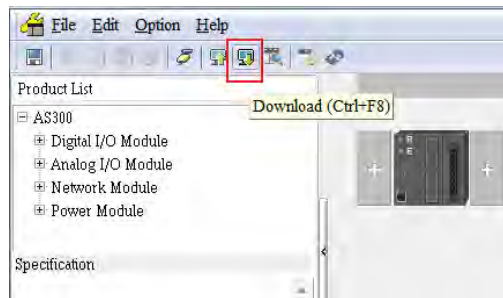 File Edit Option Help
Product List
Download (Ctrl+F8)
AS300
Digital I/O Module
Analog I/O Module
Network Module
Power Module
Specification